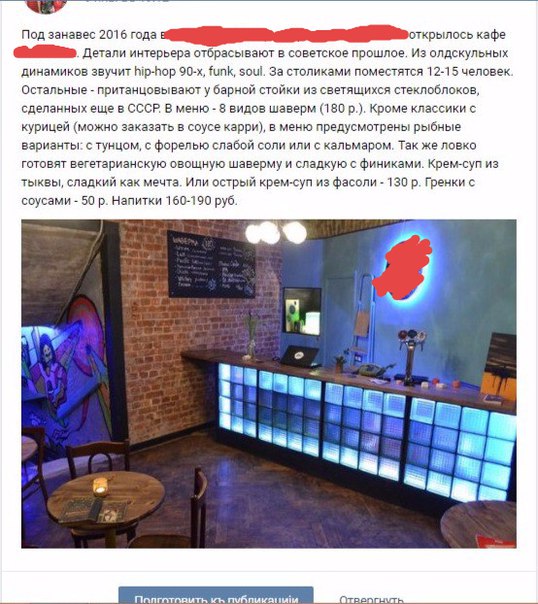 Под занавес 2016 года в открылось кафе
. Детали интерьера отбрасывают в советское прошлое. Из олдскульных
динамиков звучит hip-hop 90-х, funk, soul. За столиками поместятся 12-15 человек.
Остальные - пританцовывают у барной стойки из светящихся стеклоблоков,
сделанных еще в СССР. В меню - 8 видов шаверм (180 р.). Кроме классики с
курицей (можно заказать в соусе карри), в меню предусмотрены рыбные
варианты: с тунцом, с форелью слабой соли или с кальмаром. Так же ловко
готовят вегетарианскую овощную шаверму и сладкую с финиками. Крем-суп из
тыквы, сладкий как мечта. Или острый крем-суп из фасоли - 130 р. Гренки с
соусами - 50 р. Напитки 160-190 руб.
ШАВЕРМА
Подготовить къ публикаціи Отвергнуть